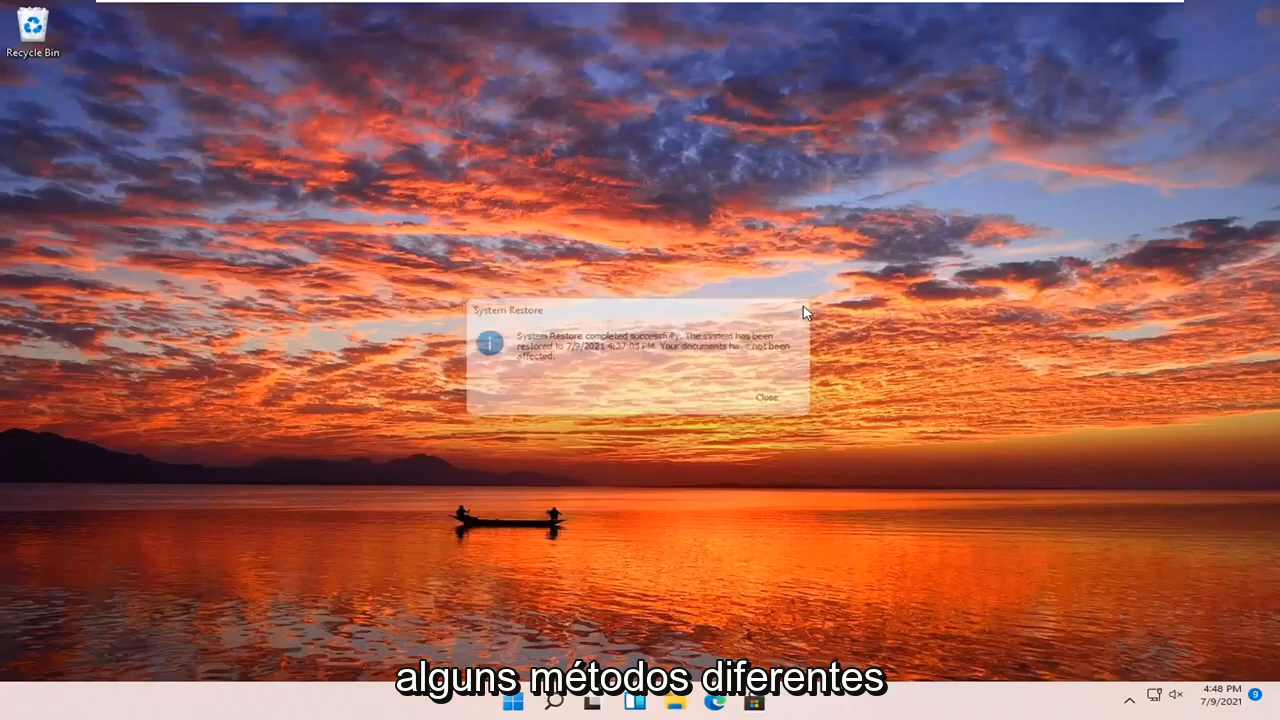 Recycle Bin
System Restore
System Restore completed successfully. The system has been
restored to 7/9/2021 4:37:05 PM. Your documents have not been
affected.
Close
alguns métodos diferentes
4:48 PM
7/9/2021
9